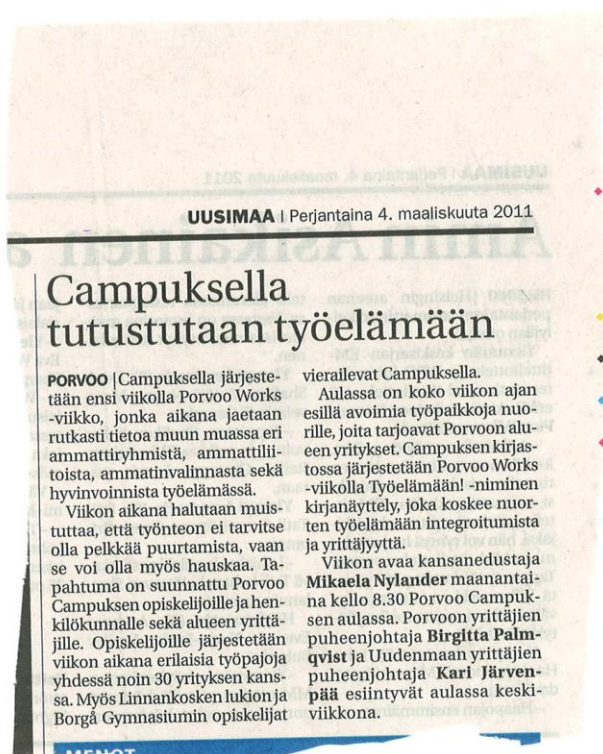 UUSIMAA | Perjantaina 4. maaliskuuta 2011
Campuksella
tutustutaan työelämään
PORVOO | Campuksella järjeste-
tään ensi viikolla Porvoo Works
-viikko, jonka aikana jaetaan
rutkasti tietoa muun muassa eri
ammattiryhmistä, ammattilii-
toista, ammatinvalinnasta sekä
hyvinvoinnista työelämässä.
Viikon aikana halutaan muis-
tuttaa, että työnteon ei tarvitse
olla pelkkää puurtamista, vaan
se voi olla myös hauskaa. Ta-
pahtuma on suunnattu Porvoo
Campuksen opiskelijoille ja hen-
kilökunnalle sekä alueen yrittä-
jille. Opiskelijoille järjestetään
viikon aikana erilaisia työpajoja
yhdessä noin 30 yrityksen kans-
sa. Myös Linnankosken lukion ja
Borgå Gymnasiumin opiskelijat
vierailevat Campuksella.
Aulassa on koko viikon ajan
esillä avoimia työpaikkoja nuo-
rille, joita tarjoavat Porvoon alu-
een yritykset. Campuksen kirjas-
tossa järjestetään Porvoo Works
-viikolla Työelämään! -niminen
kirjanäyttely, joka koskee nuor-
ten työelämään integroitumista
ja yrittäjyyttä.
Viikon avaa kansanedustaja
Mikaela Nylander maanantai-
na kello 8.30 Porvoo Campuk-
sen aulassa. Porvoon yrittäjien
puheenjohtaja Birgitta Palm-
qvist ja Uudenmaan yrittäjien
puheenjohtaja Kari Järven-
pää esiintyvät aulassa keski-
viikkona.
MENOT